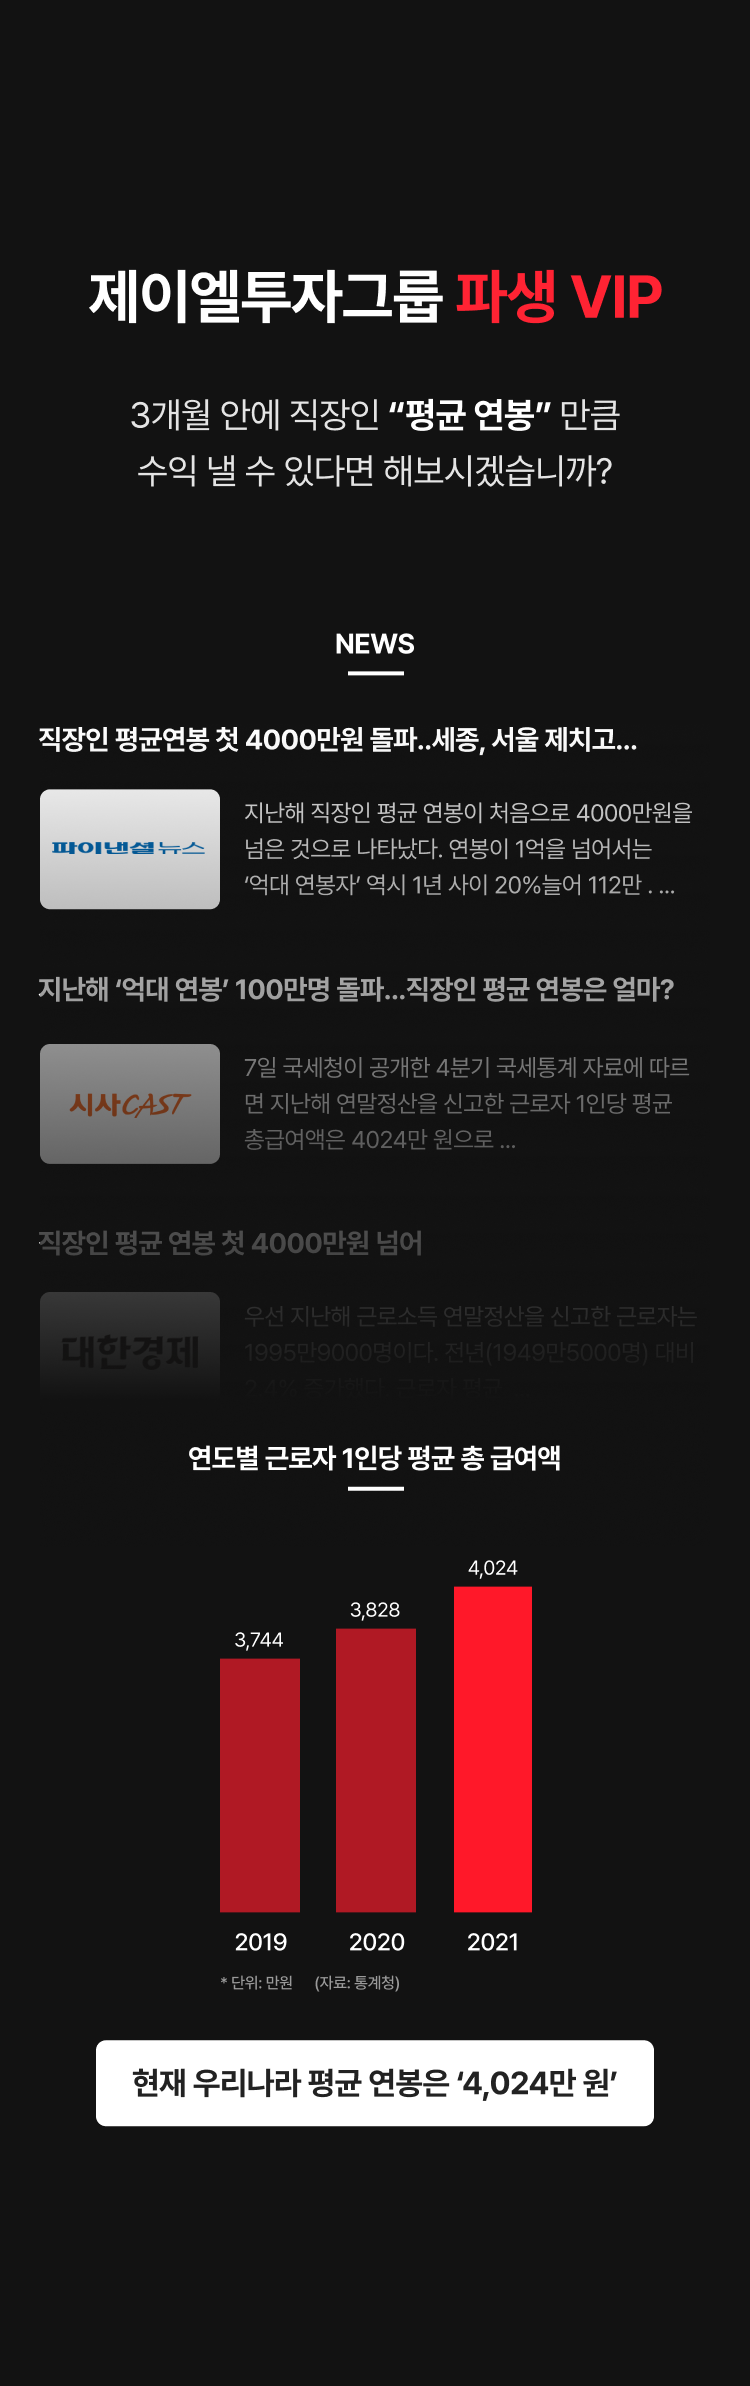 제이엘투자그룹 파생 VIP
3개월 안에 직장인 “평균 연봉” 만큼
수익 낼 수 있다면 해보시겠습니까?
NEWS
직장인 평균연봉 첫 4000만원 돌파..세종, 서울 제치고...
파이낸셜뉴스
지난해 직장인 평균 연봉이 처음으로 4000만원을
넘은 것으로 나타났다. 연봉이 1억을 넘어서는
‘억대 연봉자’ 역시 1년 사이 20%늘어 112만 . ...
지난해 ‘억대 연봉’ 100만명 돌파...직장인 평균 연봉은 얼마?
시사CAST
7일 국세청이 공개한 4분기 국세통계 자료에 따르
면 지난해 연말정산을 신고한 근로자 1인당 평균
총급여액은 4024만 원으로 ...
직장인 평균 연봉 첫 4000만원 넘어
대한경제
우선 지난해 근로소득 연말정산을 신고한 근로자는
1995만9000명이다. 전년(1949만5000명) 대비
2.4% 증가했다. 근로자 평균
연도별 근로자 1인당 평균 총 급여액
4,024
3,828
3,744
2019 2020 2021
* 단위: 만원 (자료: 통계청)
현재 우리나라 평균 연봉은 ‘4,024만 원’